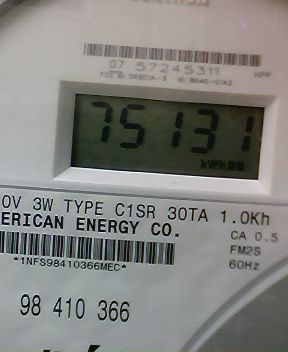 07 57245311
HPP
75131
kWh
0V 3W TYPE C1SR 30TA 1.0Kh
ERICAN ENERGY CO.
CA 0.5
FM2S
*1NFS98410366MEC*
60Hz
98 410 366